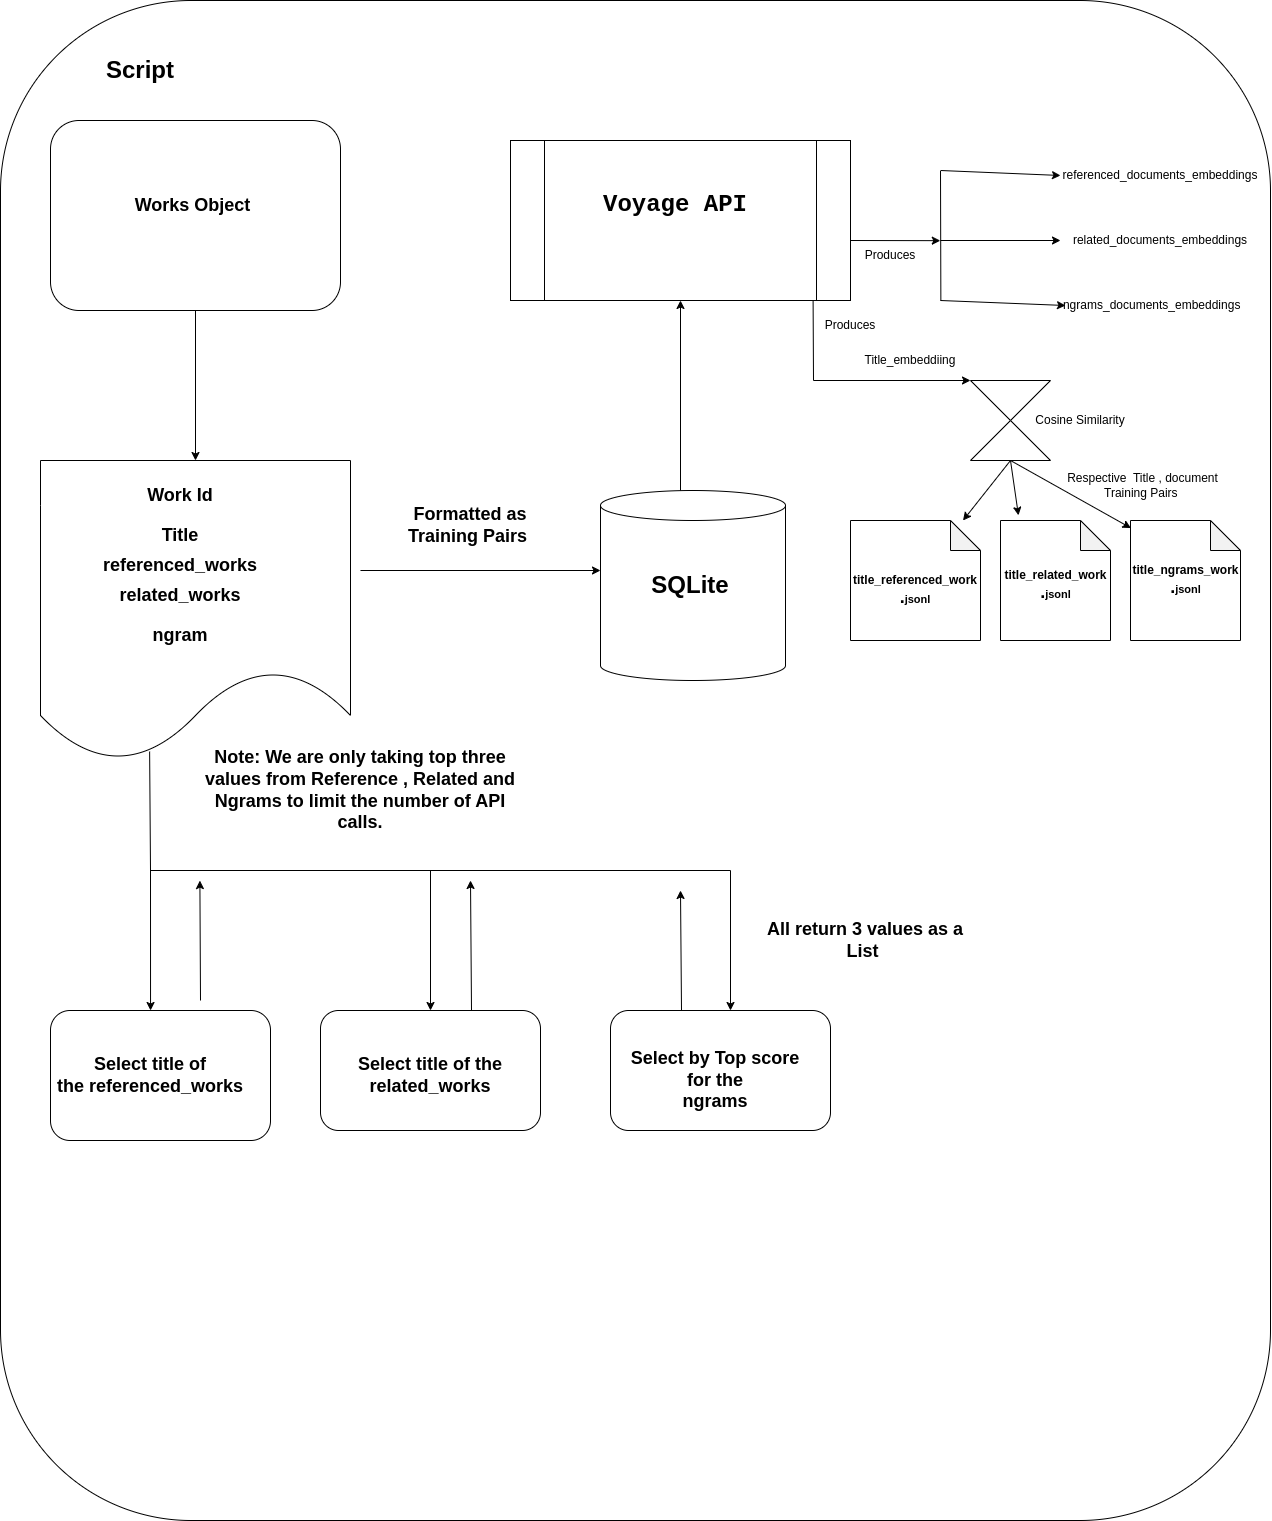 Script
Works Object
Voyage API
Produces
referenced_documents_embeddings
related_documents_embeddings
ngrams_documents_embeddings
Produces
Title_embeddiing
Cosine Similarity
Respective Title , document
Training Pairs
Work Id
Title
referenced_works
related_works
ngram
Formatted as
Training Pairs
SQLite
title_referenced_work
.jsonl
title_related_work
.jsonl
title_ngrams_work
.jsonl
Note: We are only taking top three
values from Reference , Related and
Ngrams to limit the number of API
calls.
All return 3 values as a
List
Select title of
the referenced_works
Select title of the
related_works
Select by Top score
for the
ngrams